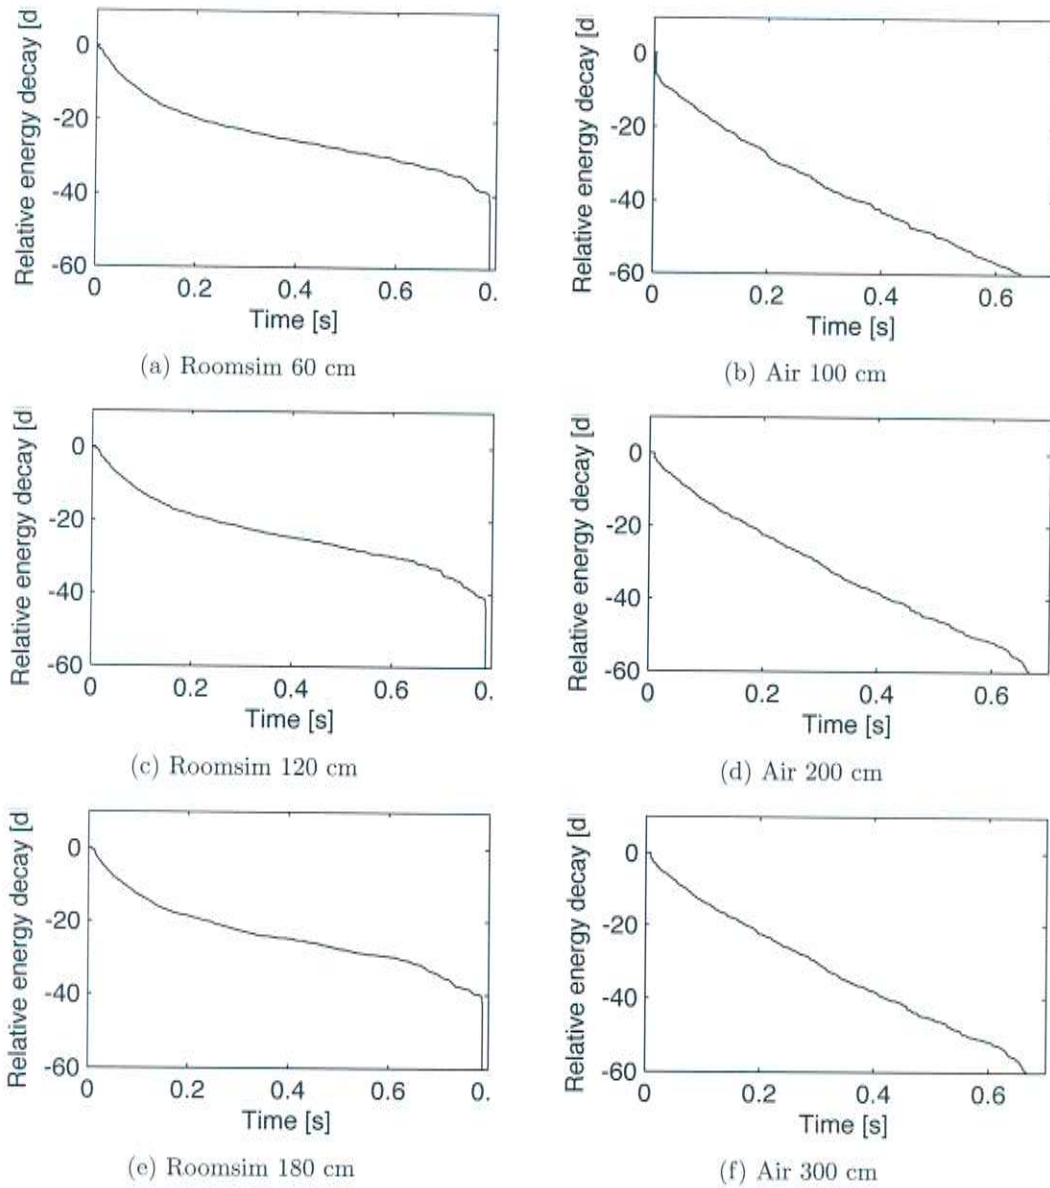 Relative energy decay [d
0
-20
-40
-60
0 0.2 0.4 0.6 0.
Time [s]
(a) Roomsim 60 cm
Relative energy decay [d
0
-20
-40
-60
0 0.2 0.4 0.6
Time [s]
(b) Air 100 cm
Relative energy decay [d
0
-20
-40
-60
0 0.2 0.4 0.6 0.
Time [s]
(c) Roomsim 120 cm
Relative energy decay [d
0
-20
-40
-60
0 0.2 0.4 0.6
Time [s]
(d) Air 200 cm
Relative energy decay [d
0
-20
-40
-60
0 0.2 0.4 0.6 0.
Time [s]
(e) Roomsim 180 cm
Relative energy decay [d
0
-20
-40
-60
0 0.2 0.4 0.6
Time [s]
(f) Air 300 cm